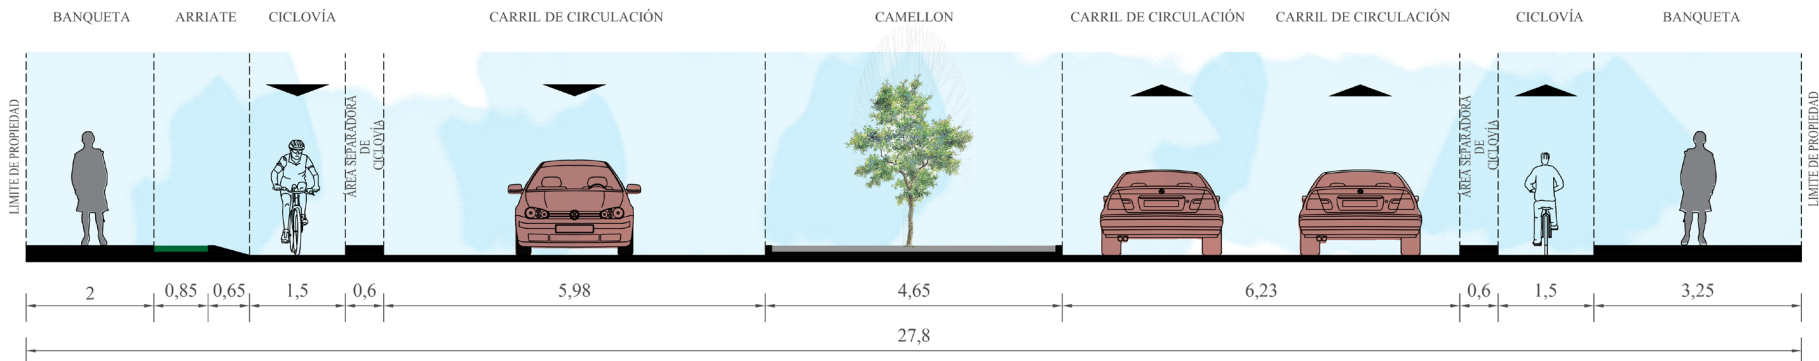 BANQUETA
ARRIATE
CICLOVÍA
CARRIL DE CIRCULACIÓN
CAMELLON
CARRIL DE CIRCULACIÓN
CARRIL DE CIRCULACIÓN
CICLOVÍA
BANQUETA
LIMITE DE PROPIEDAD
ÁREA SEPARADORA
DE
CICLOVÍA
ÁREA SEPARADORA
DE
CICLOVÍA
LIMITE DE PROPIEDAD
2
0,85
0,65
1,5
0,6
5,98
4,65
6,23
0,6
1,5
3,25
27,8